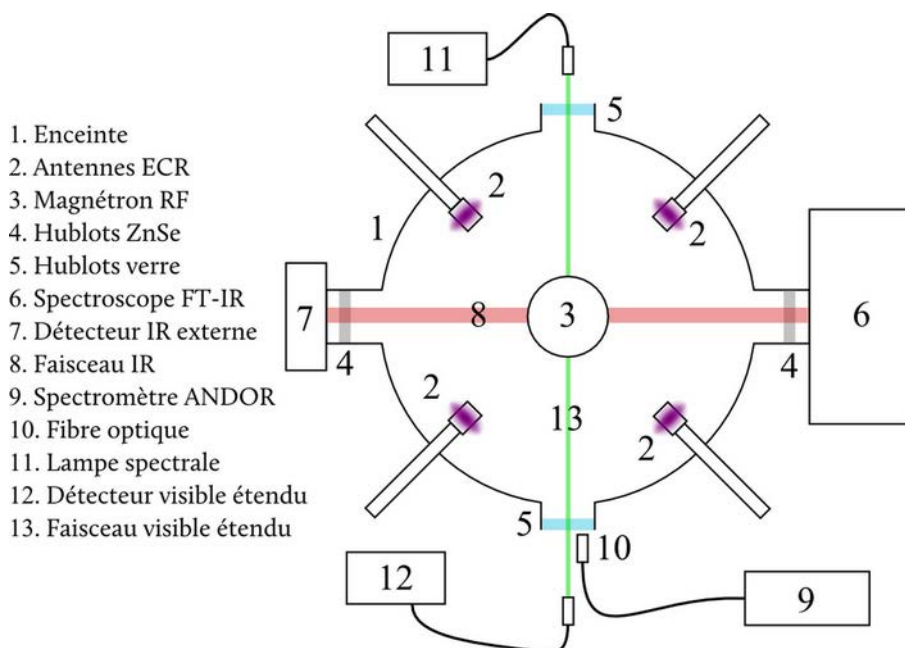 1. Enceinte
2. Antennes ECR
3. Magnétron RF
4. Hublots ZnSe
5. Hublots verre
6. Spectroscope FT-IR
7. Détecteur IR externe
8. Faisceau IR
9. Spectromètre ANDOR
10. Fibre optique
11. Lampe spectrale
12. Détecteur visible étendu
13. Faisceau visible étendu
11
5
2
2
1
7
4
8
3
4
6
2
13
2
5
10
12
9